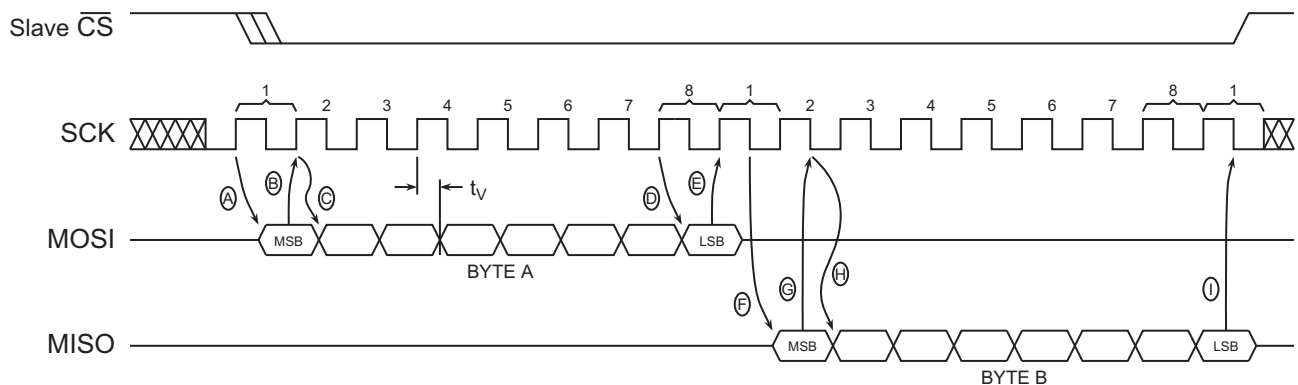 Slave CS
1 2 3 4 5 6 7 8 1 2 3 4 5 6 7 8 1
SCK
A B C D E
t_V
MOSI MSB LSB
BYTE A
F G H I
MISO MSB LSB
BYTE B